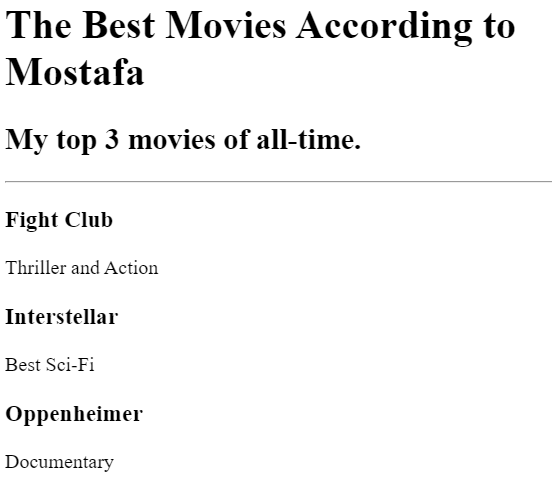 The Best Movies According to
Mostafa
My top 3 movies of all-time.
Fight Club
Thriller and Action
Interstellar
Best Sci-Fi
Oppenheimer
Documentary